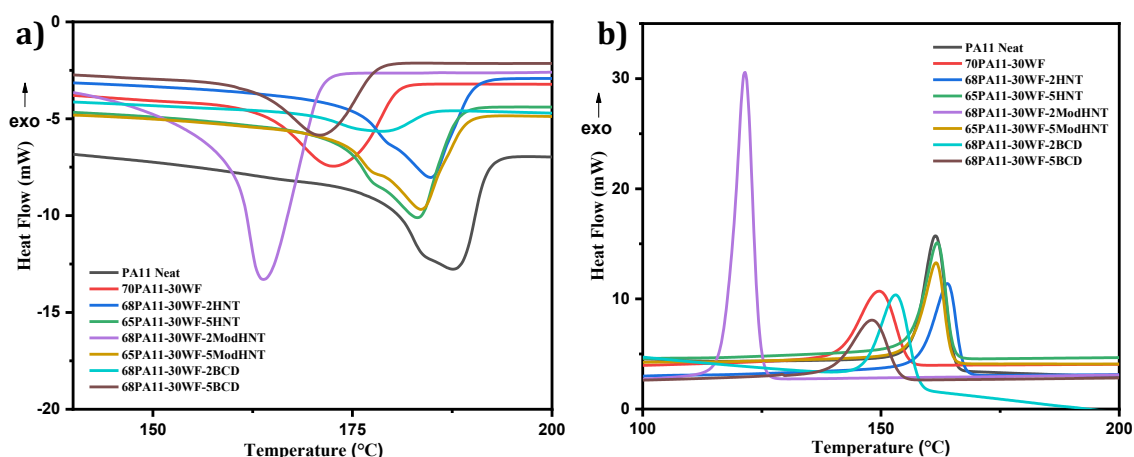 a)
0
-5
-10
-15
-20
exo
Heat Flow (mW)
PA11 Neat
70PA11-30WF
68PA11-30WF-2HNT
65PA11-30WF-5HNT
68PA11-30WF-2ModHNT
65PA11-30WF-5ModHNT
68PA11-30WF-2BCD
68PA11-30WF-5BCD
150
175
200
Temperature (°C)
b)
30
20
10
0
exo
Heat Flow (mW)
PA11 Neat
70PA11-30WF
68PA11-30WF-2HNT
65PA11-30WF-5HNT
68PA11-30WF-2ModHNT
65PA11-30WF-5ModHNT
68PA11-30WF-2BCD
68PA11-30WF-5BCD
100
150
200
Temperature (°C)